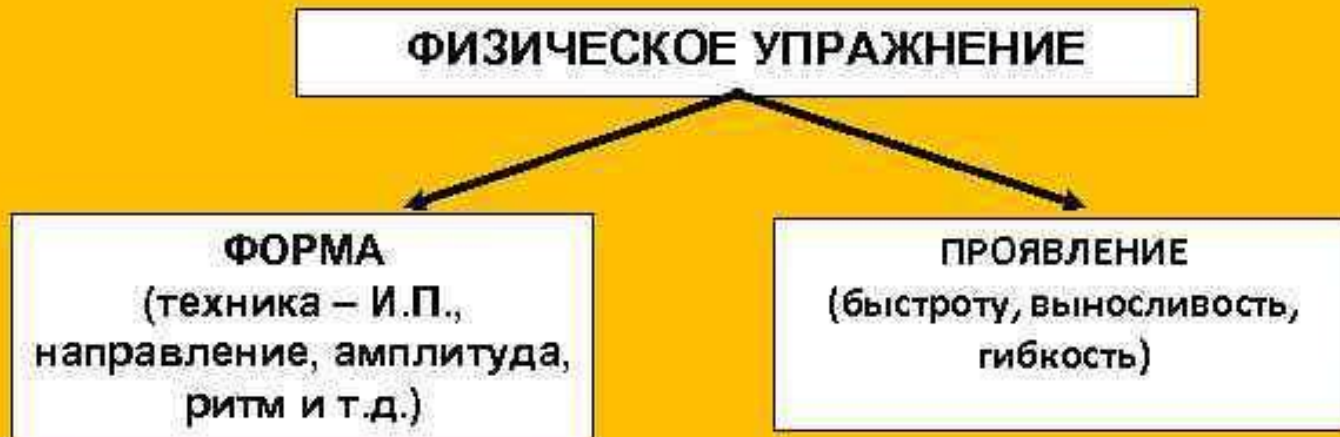 ФИЗИЧЕСКОЕ УПРАЖНЕНИЕ
ФОРМА
(техника – И.П.,
направление, амплитуда,
ритм и т.д.)
ПРОЯВЛЕНИЕ
(быстроту, выносливость,
гибкость)